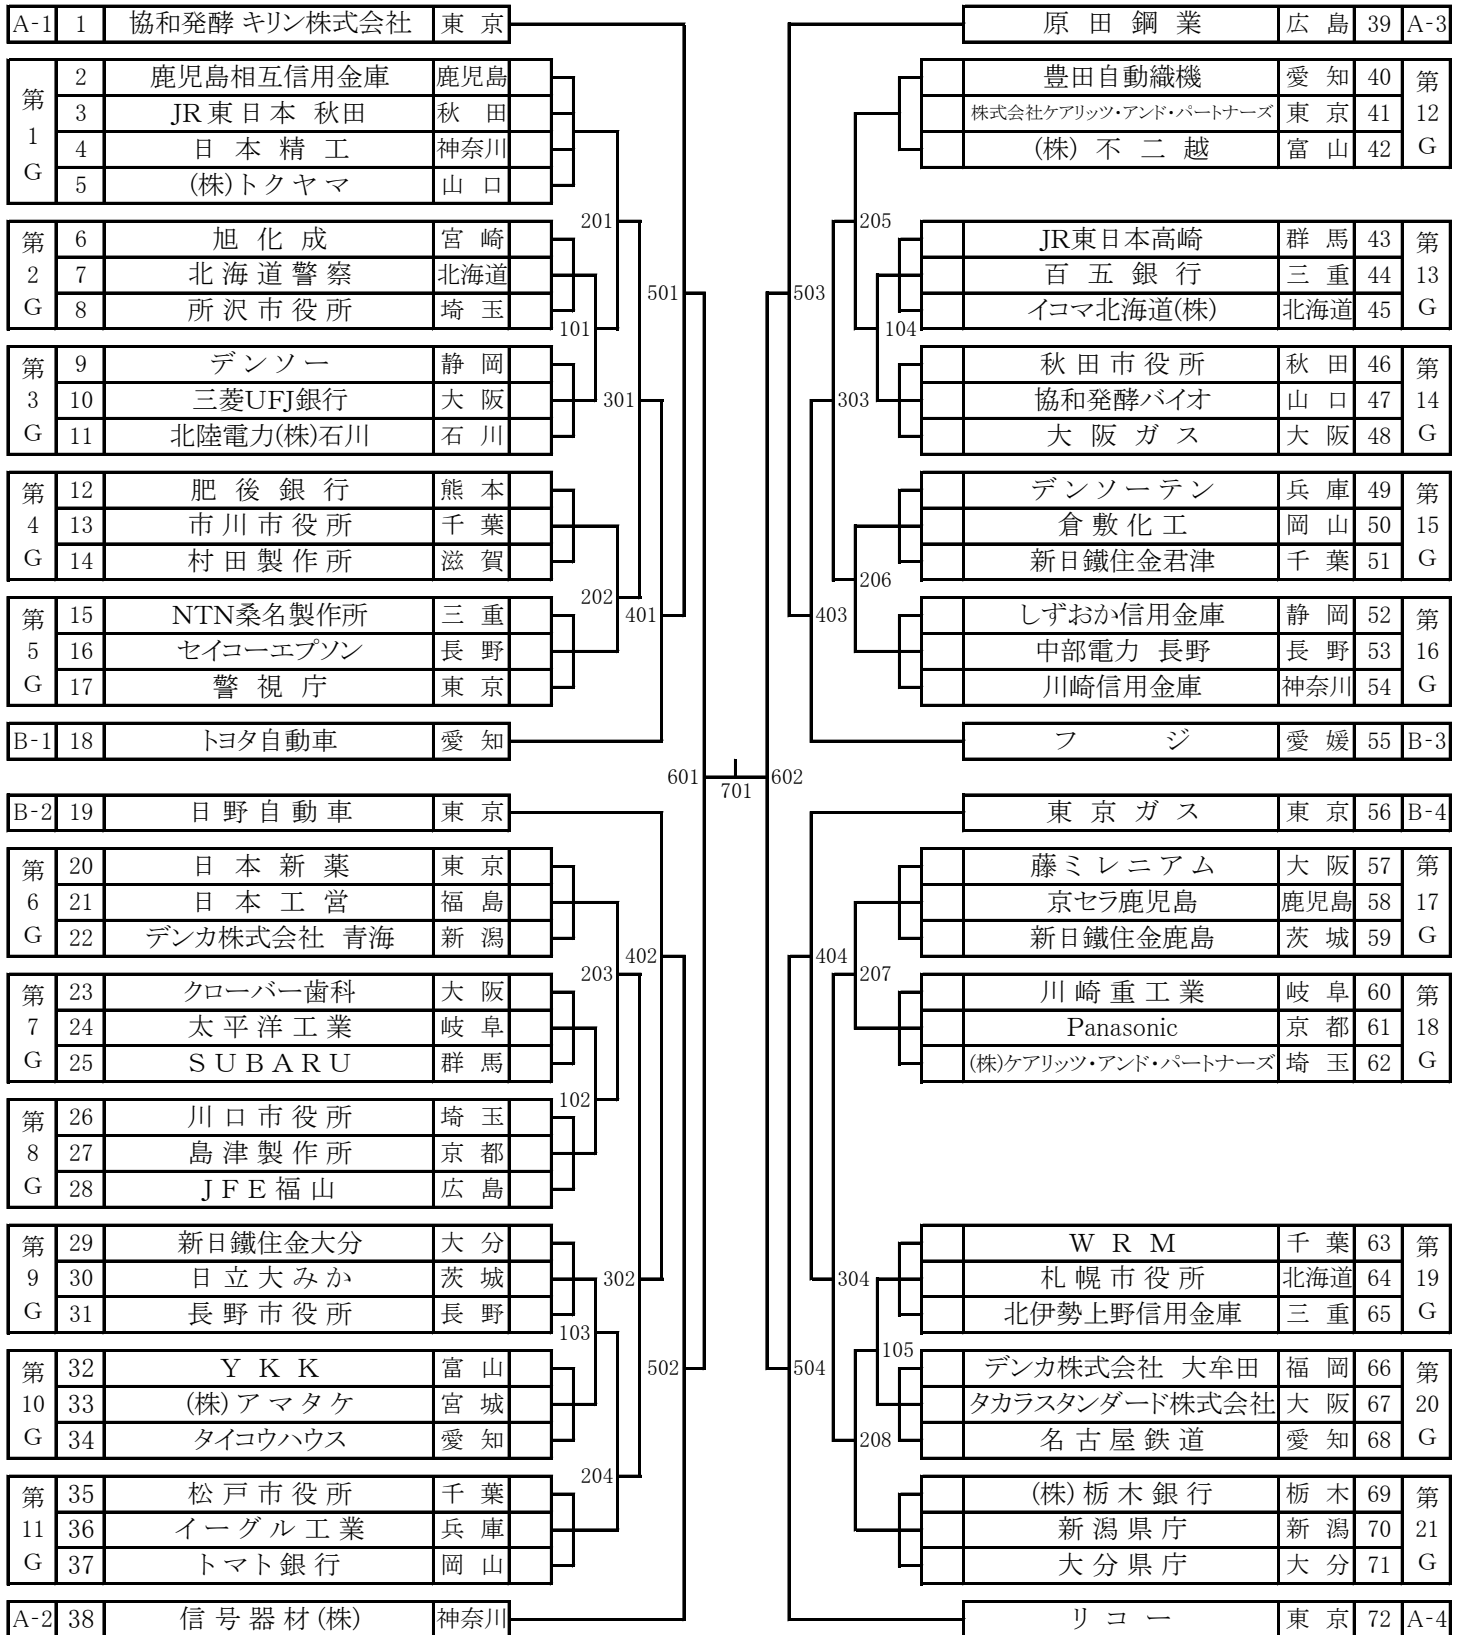 A-1 1 協和発酵 キリン株式会社 東京
第1G
2 鹿児島相互信用金庫 鹿児島
3 JR東日本 秋田 秋田
4 日本精工 神奈川
5 (株)トクヤマ 山口
201
第2G
6 旭化成 宮崎
7 北海道警察 北海道
8 所沢市役所 埼玉
501
101
第3G
9 デンソー 静岡
10 三菱UFJ銀行 大阪
11 北陸電力(株)石川 石川
301
第4G
12 肥後銀行 熊本
13 市川市役所 千葉
14 村田製作所 滋賀
202
第5G
15 NTN桑名製作所 三重
16 セイコーエプソン 長野
17 警視庁 東京
401
B-1 18 トヨタ自動車 愛知
601
701
602
B-2 19 日野自動車 東京
第6G
20 日本新薬 東京
21 日本工営 福島
22 デンカ株式会社 青海 新潟
402
203
第7G
23 クローバー歯科 大阪
24 太平洋工業 岐阜
25 SUBARU 群馬
102
第8G
26 川口市役所 埼玉
27 島津製作所 京都
28 JFE福山 広島
第9G
29 新日鐵住金大分 大分
30 日立大みか 茨城
31 長野市役所 長野
302
103
第10G
32 YKK 富山
33 (株)アマタケ 宮城
34 タイコウハウス 愛知
502
204
第11G
35 松戸市役所 千葉
36 イーグル工業 兵庫
37 トマト銀行 岡山
A-2 38 信号器材(株) 神奈川
原田鋼業 広島 39 A-3
豊田自動織機 愛知 40
株式会社ケアリッツ・アンド・パートナーズ 東京 41
(株)不二越 富山 42
第12G
205
JR東日本高崎 群馬 43
百五銀行 三重 44
イコマ北海道(株) 北海道 45
第13G
503
104
秋田市役所 秋田 46
協和発酵バイオ 山口 47
大阪ガス 大阪 48
第14G
303
デンソーテン 兵庫 49
倉敷化工 岡山 50
新日鐵住金君津 千葉 51
第15G
206
しずおか信用金庫 静岡 52
中部電力 長野 長野 53
川崎信用金庫 神奈川 54
第16G
403
フジ 愛媛 55 B-3
東京ガス 東京 56 B-4
藤ミレニアム 大阪 57
京セラ鹿児島 鹿児島 58
新日鐵住金鹿島 茨城 59
第17G
404
207
川崎重工業 岐阜 60
Panasonic 京都 61
(株)ケアリッツ・アンド・パートナーズ 埼玉 62
第18G
WRM 千葉 63
札幌市役所 北海道 64
北伊勢上野信用金庫 三重 65
第19G
304
105
デンカ株式会社 大牟田 福岡 66
タカラスタンダード株式会社 大阪 67
名古屋鉄道 愛知 68
第20G
504
208
(株)栃木銀行 栃木 69
新潟県庁 新潟 70
大分県庁 大分 71
第21G
リコー 東京 72 A-4